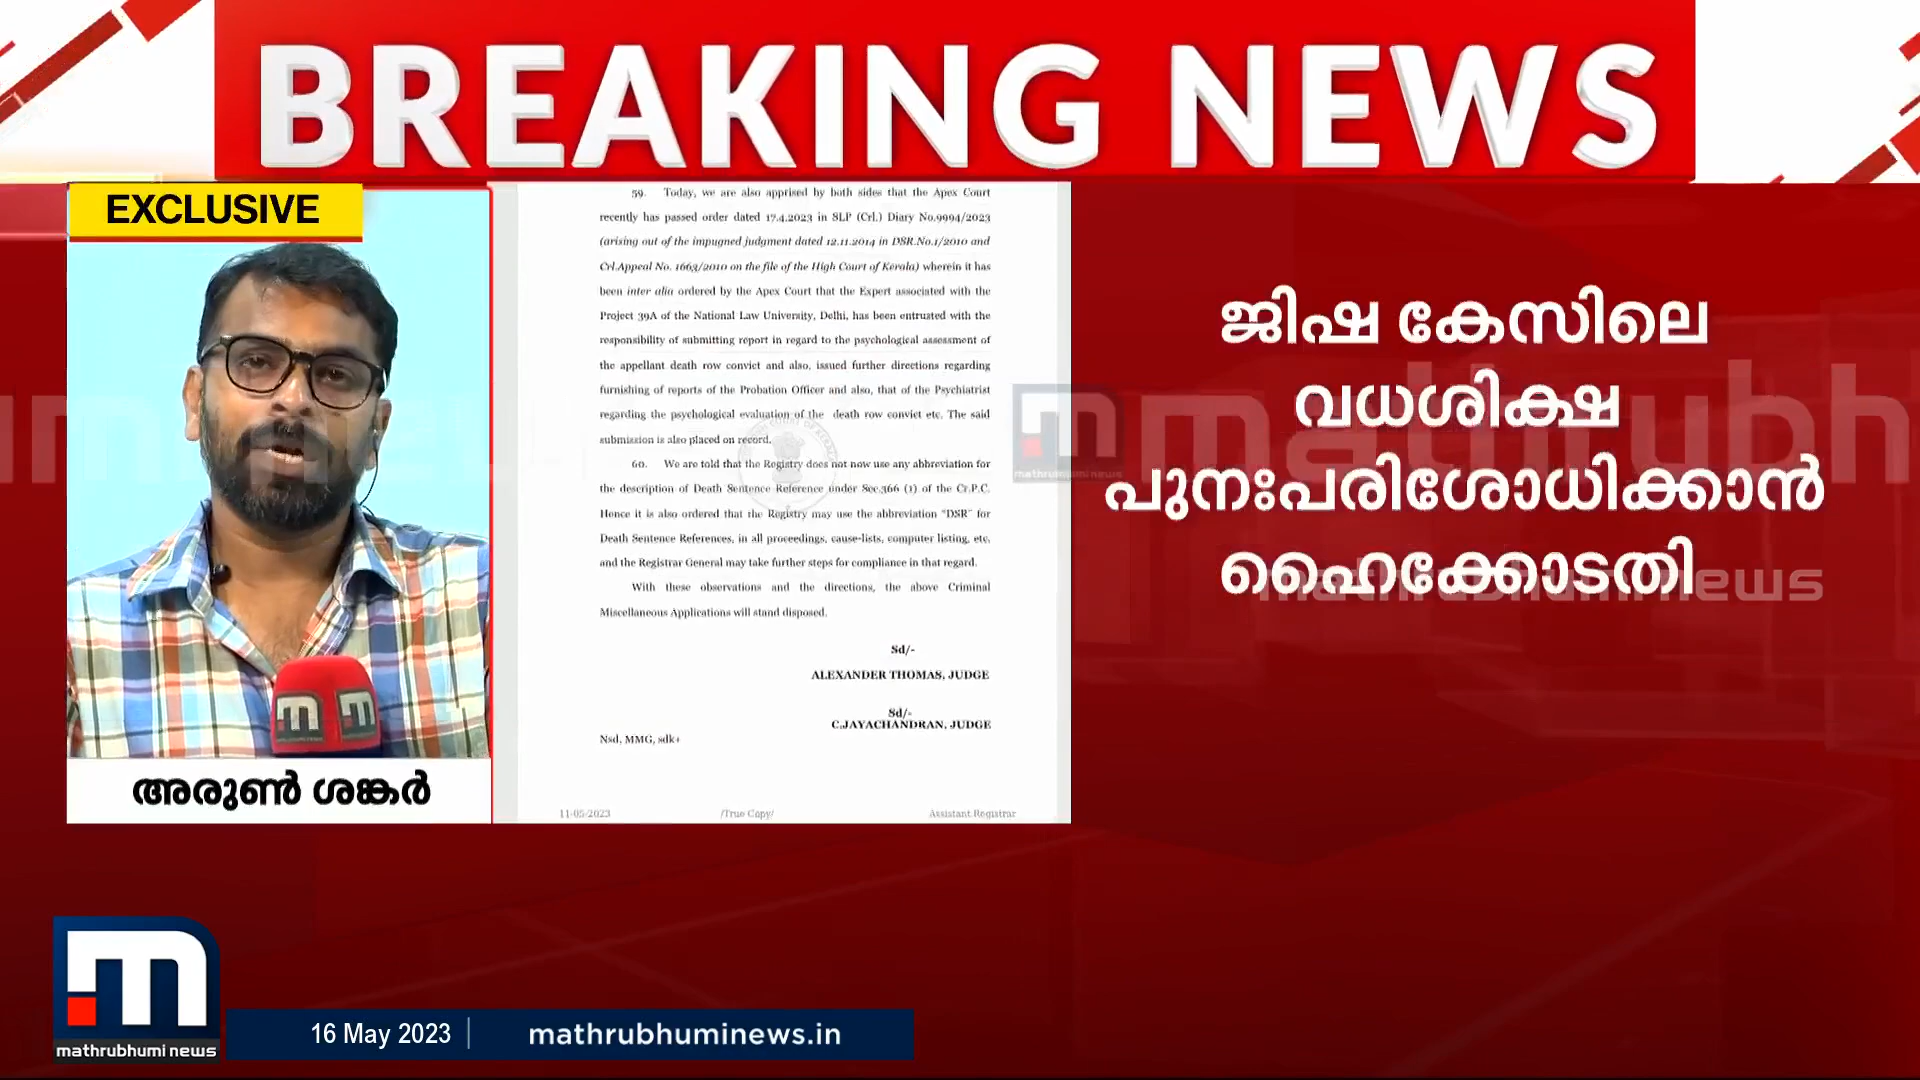 BREAKING NEWS
EXCLUSIVE
59. Today, we are also apprised by both sides that the Apex Court
recently has passed order dated 17.4.2023 in SLP (Crl.) Diary No.9994/2023
(arising out of the impugned judgment dated 12.11.2014 in DSR.No.1/2010 and
Crl.Appeal No. 1663/2010 on the file of the High Court of Kerala) wherein it has
been inter alia ordered by the Apex Court that the Expert associated with the
Project 39A of the National Law University, Delhi, has been entrusted with the
responsibility of submitting report in regard to the psychological assessment of
the appellant death row convict and also, issued further directions regarding
furnishing of reports of the Probation Officer and also, that of the Psychiatrist
regarding the psychological evaluation of the death row convict etc. The said
submission is also placed on record.
60. We are told that the Registry does not now use any abbreviation for
the description of Death Sentence Reference under Sec.366 (1) of the Cr.P.C.
Hence it is also ordered that the Registry may use the abbreviation "DSR" for
Death Sentence References, in all proceedings, cause-lists, computer listing, etc,
and the Registrar General may take further steps for compliance in that regard.
With these observations and the directions, the above Criminal
Miscellaneous Applications will stand disposed.
Sd/-
ALEXANDER THOMAS, JUDGE
Sd/-
C.JAYACHANDRAN, JUDGE
Nsd, MMG, sdk+
11-05-2023 /True Copy/ Assistant Registrar
ജിഷ കേസിലെ
വധശിക്ഷ
പുനഃപരിശോധിക്കാൻ
ഹൈക്കോടതി
mathrubhumi news
അരുൺ ശങ്കർ
mathrubhumi news
16 May 2023
mathrubhuminews.in